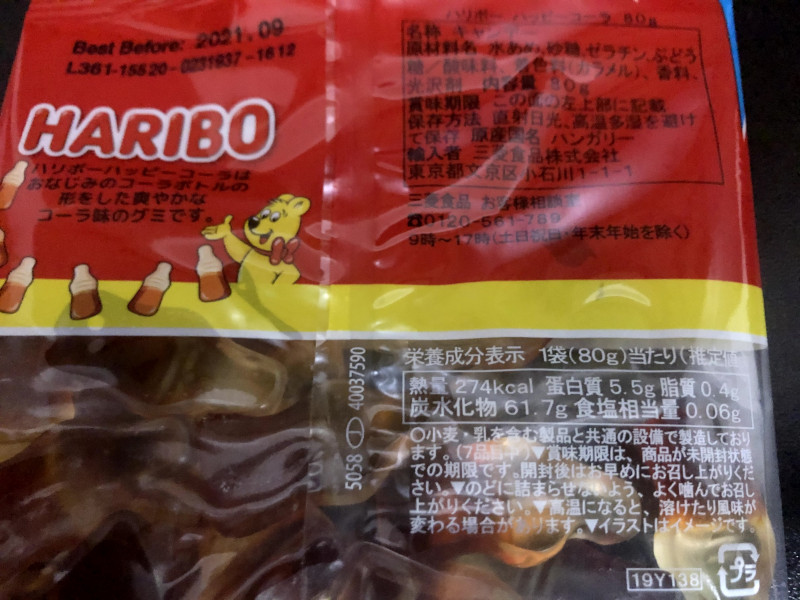 Best Before: 2021.09
L361-15520-0231937-1612
HARIBO
ハリボーハッピーコーラは
おなじみのコーラボトルの
形をした爽やかな
コーラ味のグミです。
ハリボー ハッピーコーラ 80g
名称 キャンデー
原材料名 水あめ、砂糖、ゼラチン、ぶどう
糖/酸味料、着色料(カラメル)、香料、
光沢剤 内容量 80g
賞味期限 この面の左上部に記載
保存方法 直射日光、高温多湿を避け
て保存 原産国名 ハンガリー
輸入者 三菱食品株式会社
東京都文京区小石川1-1-1
三菱食品 お客様相談室
☎0120-561-789
9時～17時(土日祝日・年末年始を除く)
栄養成分表示 1袋(80g)当たり(推定値)
熱量 274kcal 蛋白質 5.5g 脂質 0.4g
炭水化物 61.7g 食塩相当量 0.06g
〇小麦・乳を含む製品と共通の設備で製造しており
ます。(7品目中)▼賞味期限は、商品が未開封状態
での期限です。開封後はお早めにお召し上がりくだ
さい。▼のどに詰まらせないよう、よく噛んでお召し
上がりください。▼高温になると、溶けたり風味が
変わる場合があります。▼イラストはイメージです。
5058 40037590
19Y138
プラ